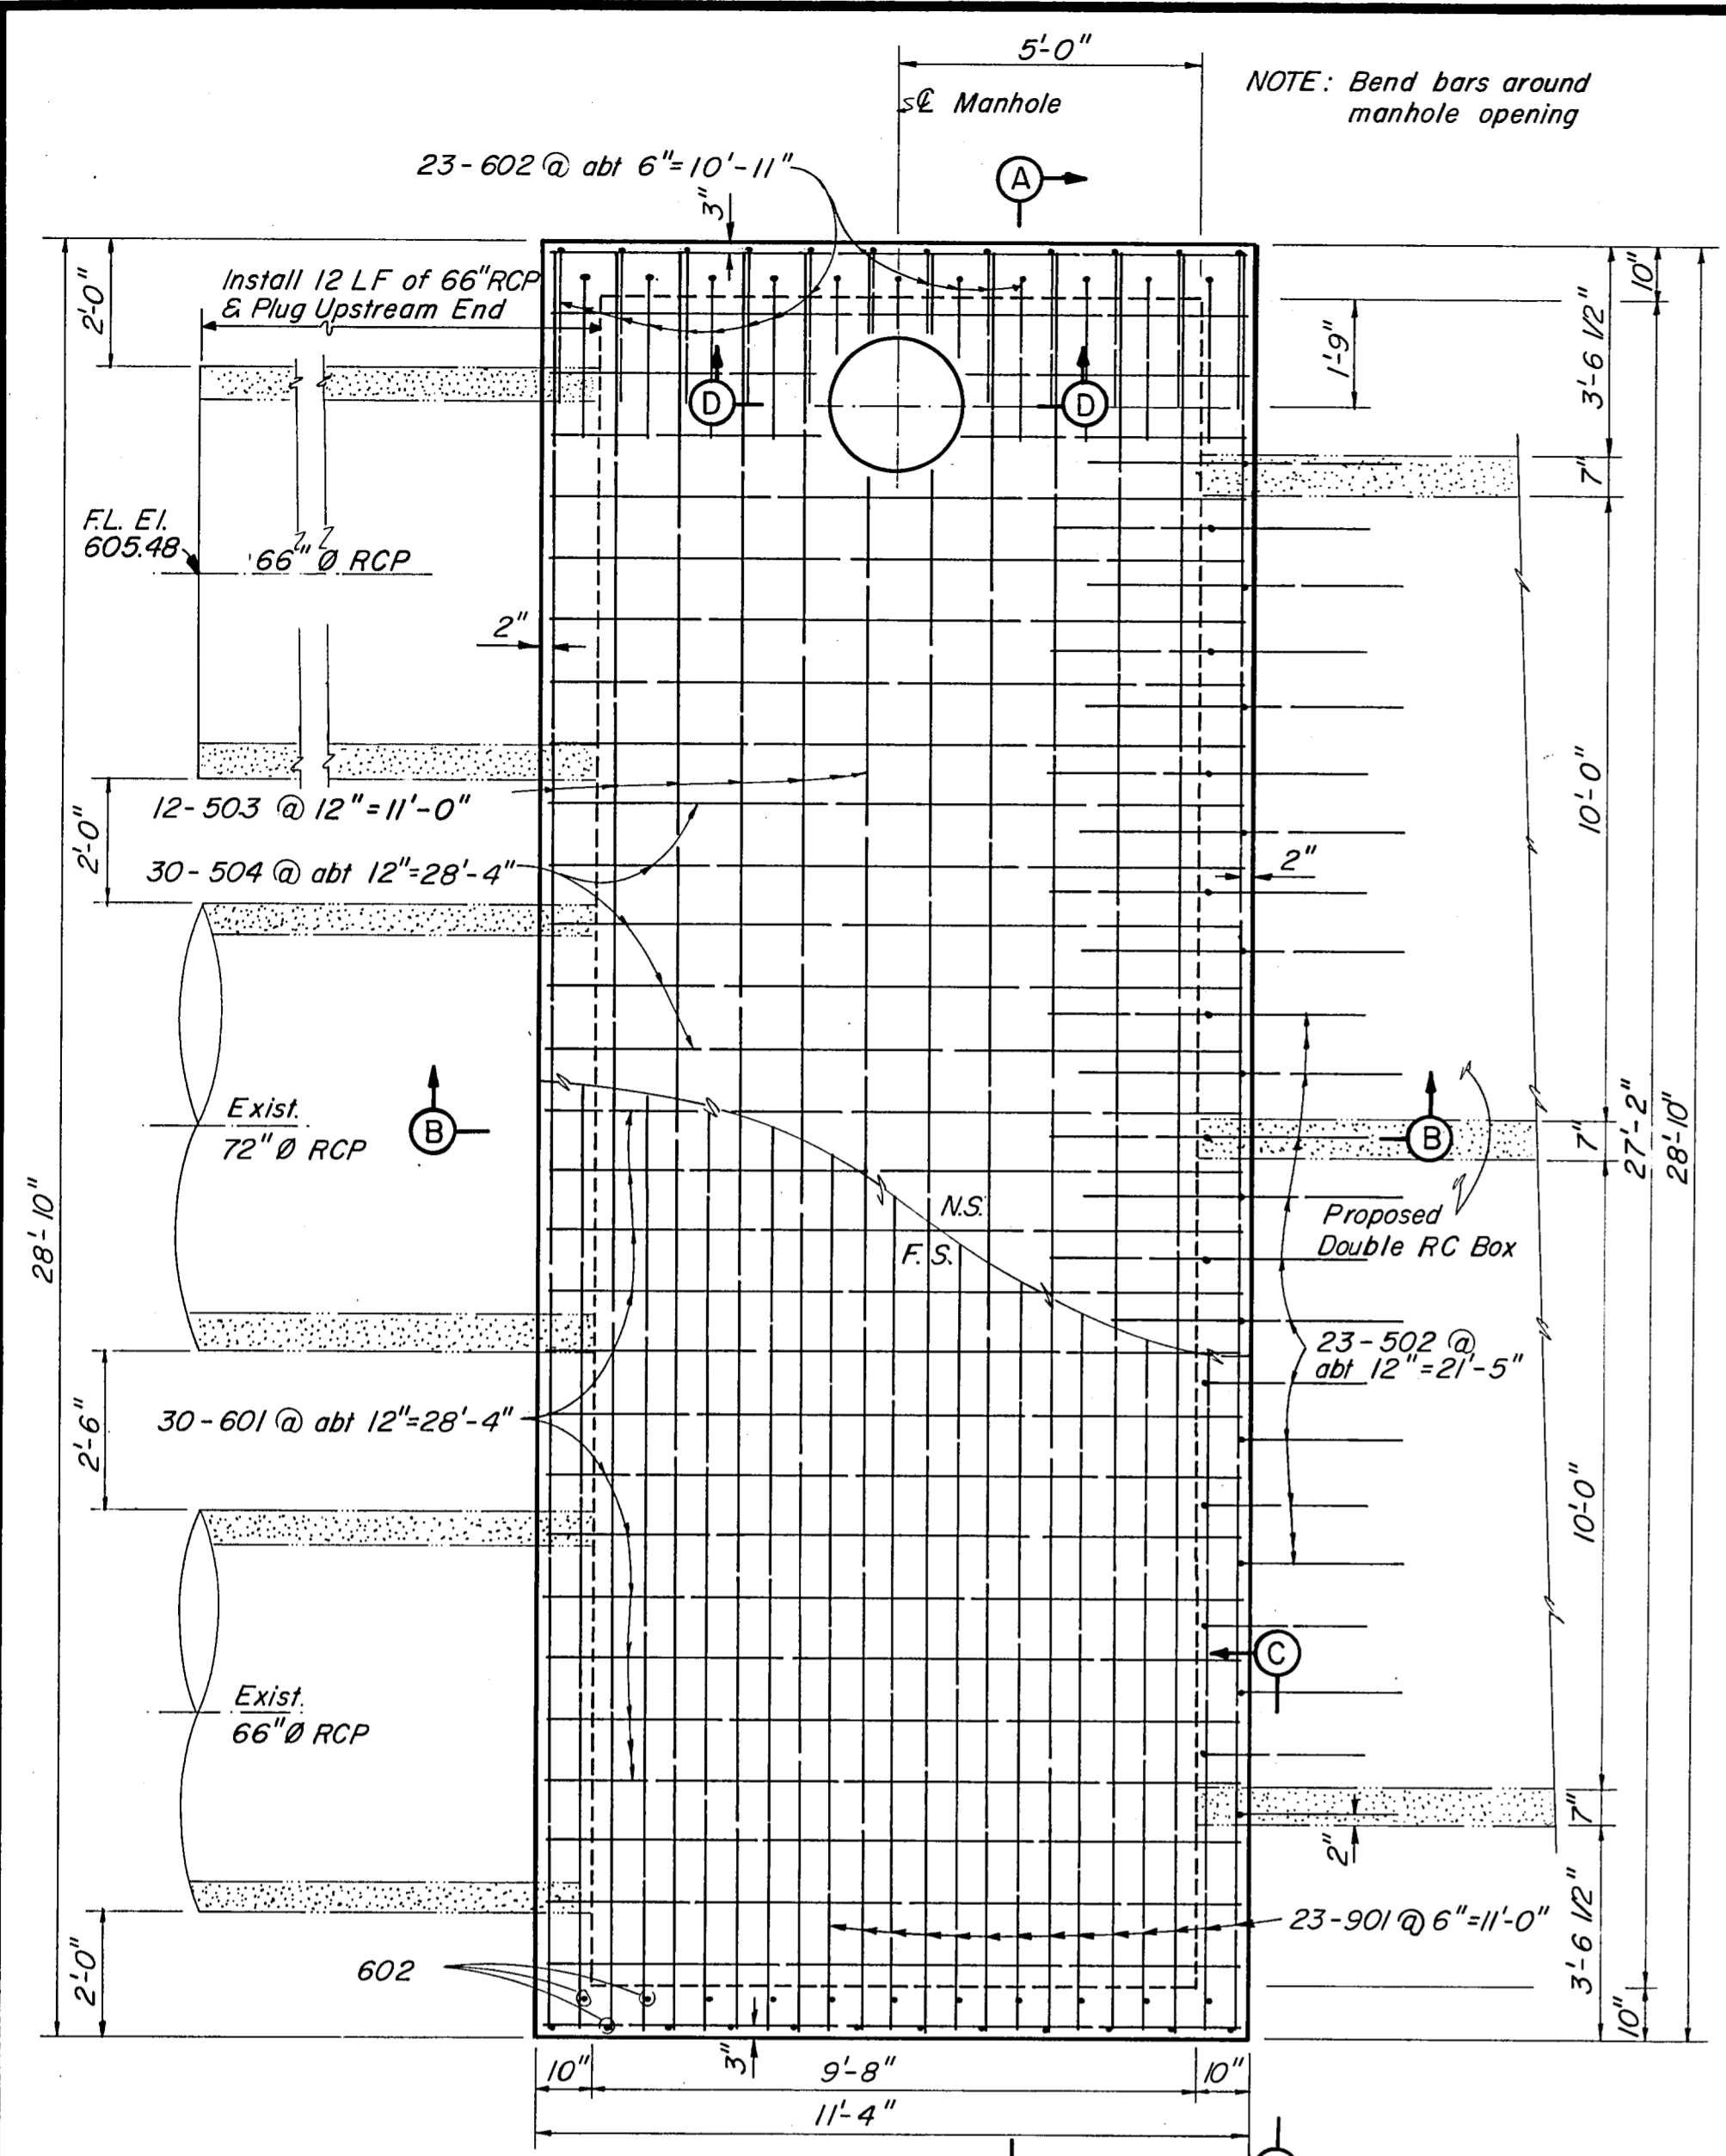 5'-0"
℄ Manhole
NOTE: Bend bars around
manhole opening
23-602 @ abt 6"=10'-11"
A
3"
2'-0"
Install 12 LF of 66" RCP
& Plug Upstream End
10"
1'-9"
3'-6 1/2"
D
D
7"
F.L. El.
605.48
66" Ø RCP
2"
12-503 @ 12"=11'-0"
10'-0"
2'-0"
30-504 @ abt 12"=28'-4"
2"
Exist.
72" Ø RCP
B
B
7"
27'-2"
28'-10"
28'-10"
N.S.
F.S.
Proposed
Double RC Box
23-502 @
abt 12"=21'-5"
2'-6"
30-601 @ abt 12"=28'-4"
10'-0"
C
Exist.
66" Ø RCP
7"
2"
23-901 @ 6"=11'-0"
3'-6 1/2"
2'-0"
602
10"
3"
10"
9'-8"
10"
11'-4"